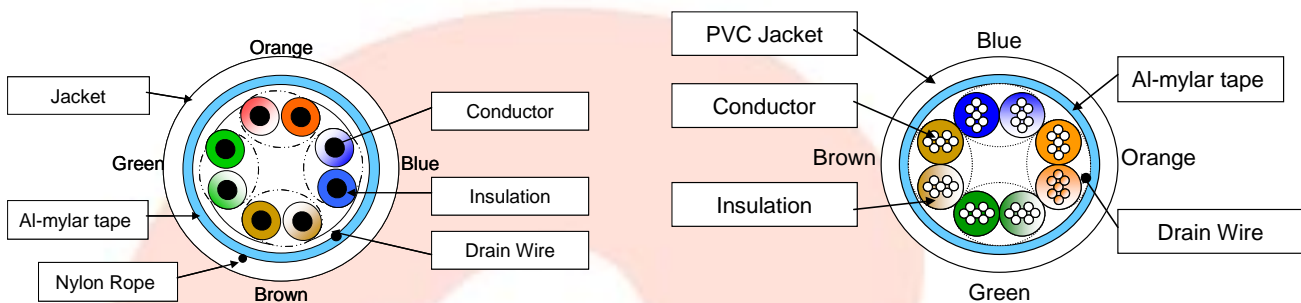 Orange
Jacket
Conductor
Green
Blue
Insulation
Al-mylar tape
Drain Wire
Nylon Rope
Brown
PVC Jacket
Blue
Al-mylar tape
Conductor
Brown
Orange
Insulation
Drain Wire
Green